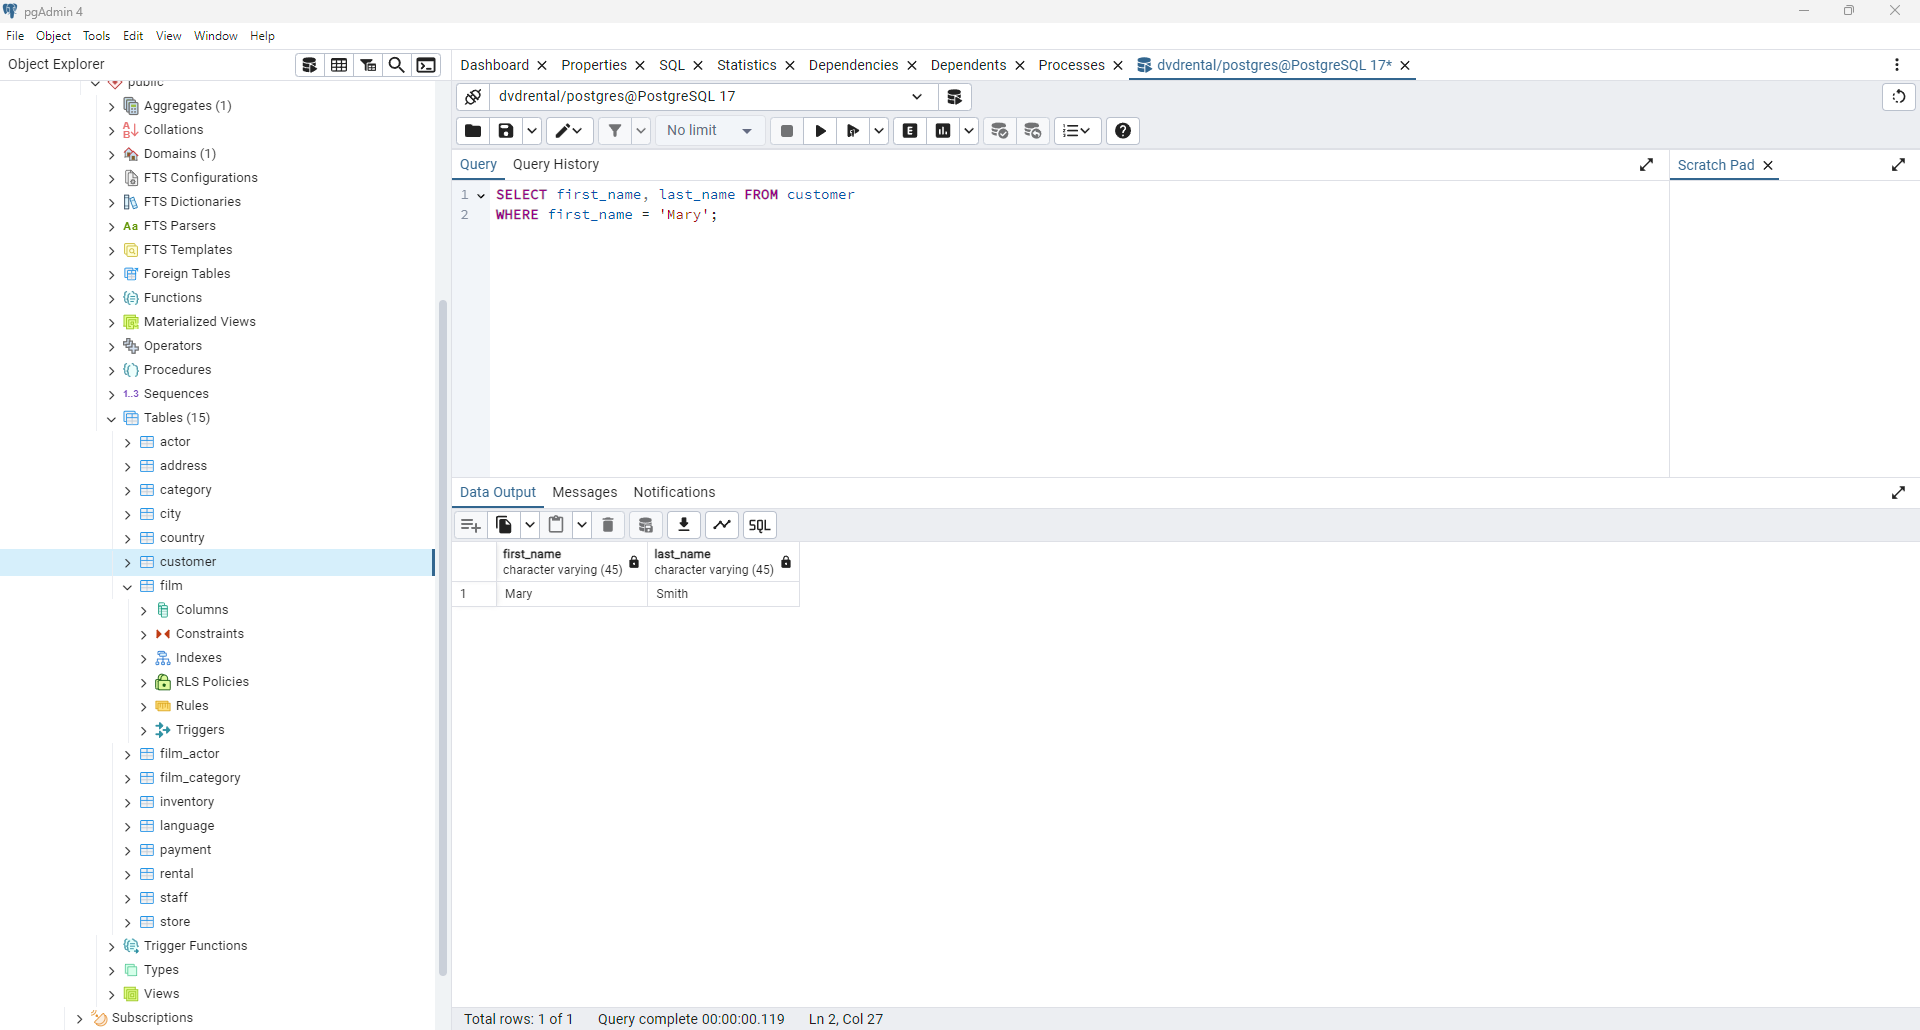 pgAdmin 4
File Object Tools Edit View Window Help
Object Explorer
public
Aggregates (1)
Collations
Domains (1)
FTS Configurations
FTS Dictionaries
Aa FTS Parsers
FTS Templates
Foreign Tables
Functions
Materialized Views
Operators
Procedures
1..3 Sequences
Tables (15)
actor
address
category
city
country
customer
film
Columns
Constraints
Indexes
RLS Policies
Rules
Triggers
film_actor
film_category
inventory
language
payment
rental
staff
store
Trigger Functions
Types
Views
Subscriptions
Dashboard Properties SQL Statistics Dependencies Dependents Processes dvdrental/postgres@PostgreSQL 17*
dvdrental/postgres@PostgreSQL 17
No limit E
Query Query History
1 SELECT first_name, last_name FROM customer
2 WHERE first_name = 'Mary';
Scratch Pad
Data Output Messages Notifications
SQL
first_name last_name
character varying (45) character varying (45)
1 Mary Smith
Total rows: 1 of 1 Query complete 00:00:00.119 Ln 2, Col 27